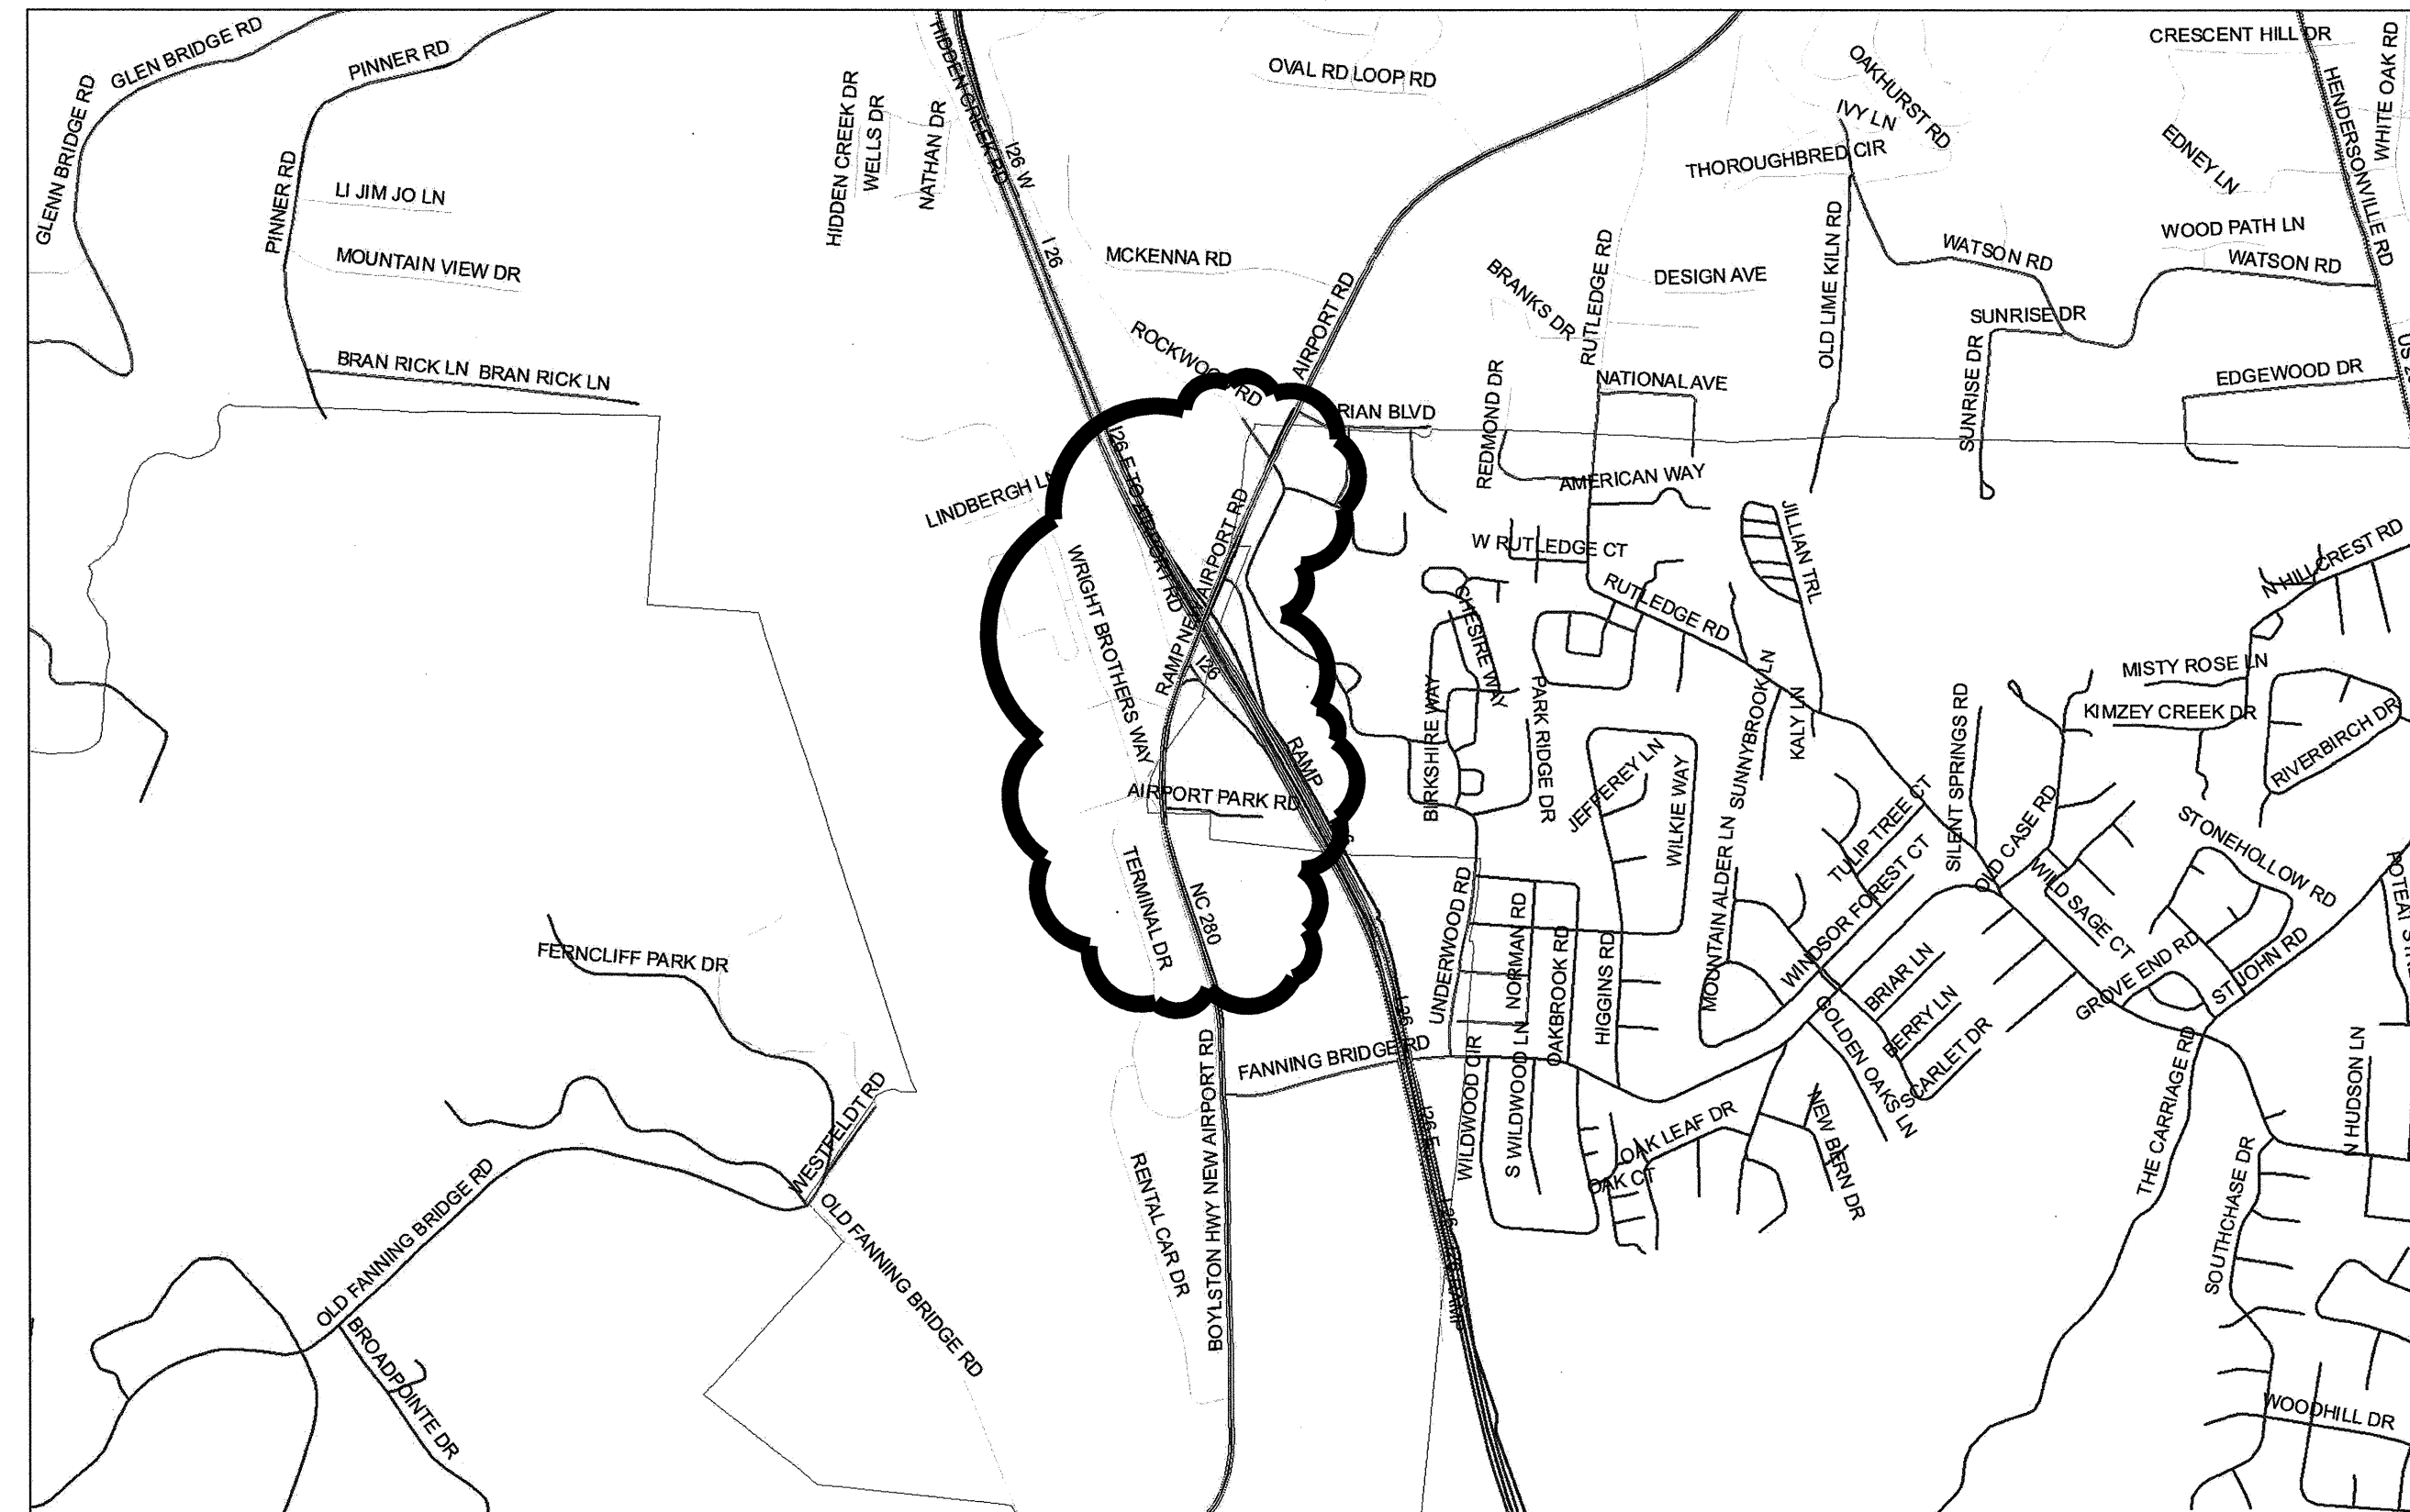 GLEN BRIDGE RD
PINNER RD
OVAL RD LOOP RD
CRESCENT HILL DR
OAKHURST RD
WHITE OAK RD
HIDDEN CREEK RD
HIDDEN CREEK DR
WELLS DR
NATHAN DR
I26 W
IVY LN
THOROUGHBRED CIR
EDNEY LN
HENDERSONVILLE RD
GLENN BRIDGE RD
PINNER RD
LI JIM JO LN
MOUNTAIN VIEW DR
I 26
MCKENNA RD
AIRPORT RD
BRANKS DR
RUTLEDGE RD
DESIGN AVE
OLD LIME KILN RD
WATSON RD
WOOD PATH LN
WATSON RD
SUNRISE DR
SUNRISE DR
BRAN RICK LN
BRAN RICK LN
RD
RIAN BLVD
REDMOND DR
NATIONAL AVE
EDGEWOOD DR
LINDBERGH LN
I26 E TO AIRPORT RD
AIRPORT RD
AMERICAN WAY
W RUTLEDGE CT
JILLIAN TRL
N HILLCREST RD
WRIGHT BROTHERS WAY
RAMP NE
I26
CHESIRE WAY
RUTLEDGE RD
MISTY ROSE LN
KIMZEY CREEK DR
RIVERBIRCH DR
RAMP
BIRKSHIRE WAY
PARK RIDGE DR
JEFFEREY LN
WILKIE WAY
SUNNYBROOK LN
KALY LN
SILENT SPRINGS RD
AIRPORT PARK RD
TULIP TREE CT
OLD CASE RD
STONEHOLLOW RD
TERMINAL DR
NC 280
UNDERWOOD RD
NORMAN RD
OAKBROOK RD
HIGGINS RD
MOUNTAIN ALDER LN
WINDSOR FOREST CT
WILD SAGE CT
GROVE END RD
ST JOHN RD
FERNCLIFF PARK DR
BRIAR LN
BERRY LN
SCARLET DR
GOLDEN OAKS LN
I 26
FANNING BRIDGE RD
WILDWOOD CIR
S WILDWOOD LN
OAK LEAF DR
OAK CT
NEW BERN DR
THE CARRIAGE RD
N HUDSON LN
SOUTHCHASE DR
WESTFELDT RD
OLD FANNING BRIDGE RD
OLD FANNING BRIDGE RD
BROADPOINTE DR
RENTAL CAR DR
BOYLSTON HWY NEW AIRPORT RD
I26 E
I 26
WOODHILL DR